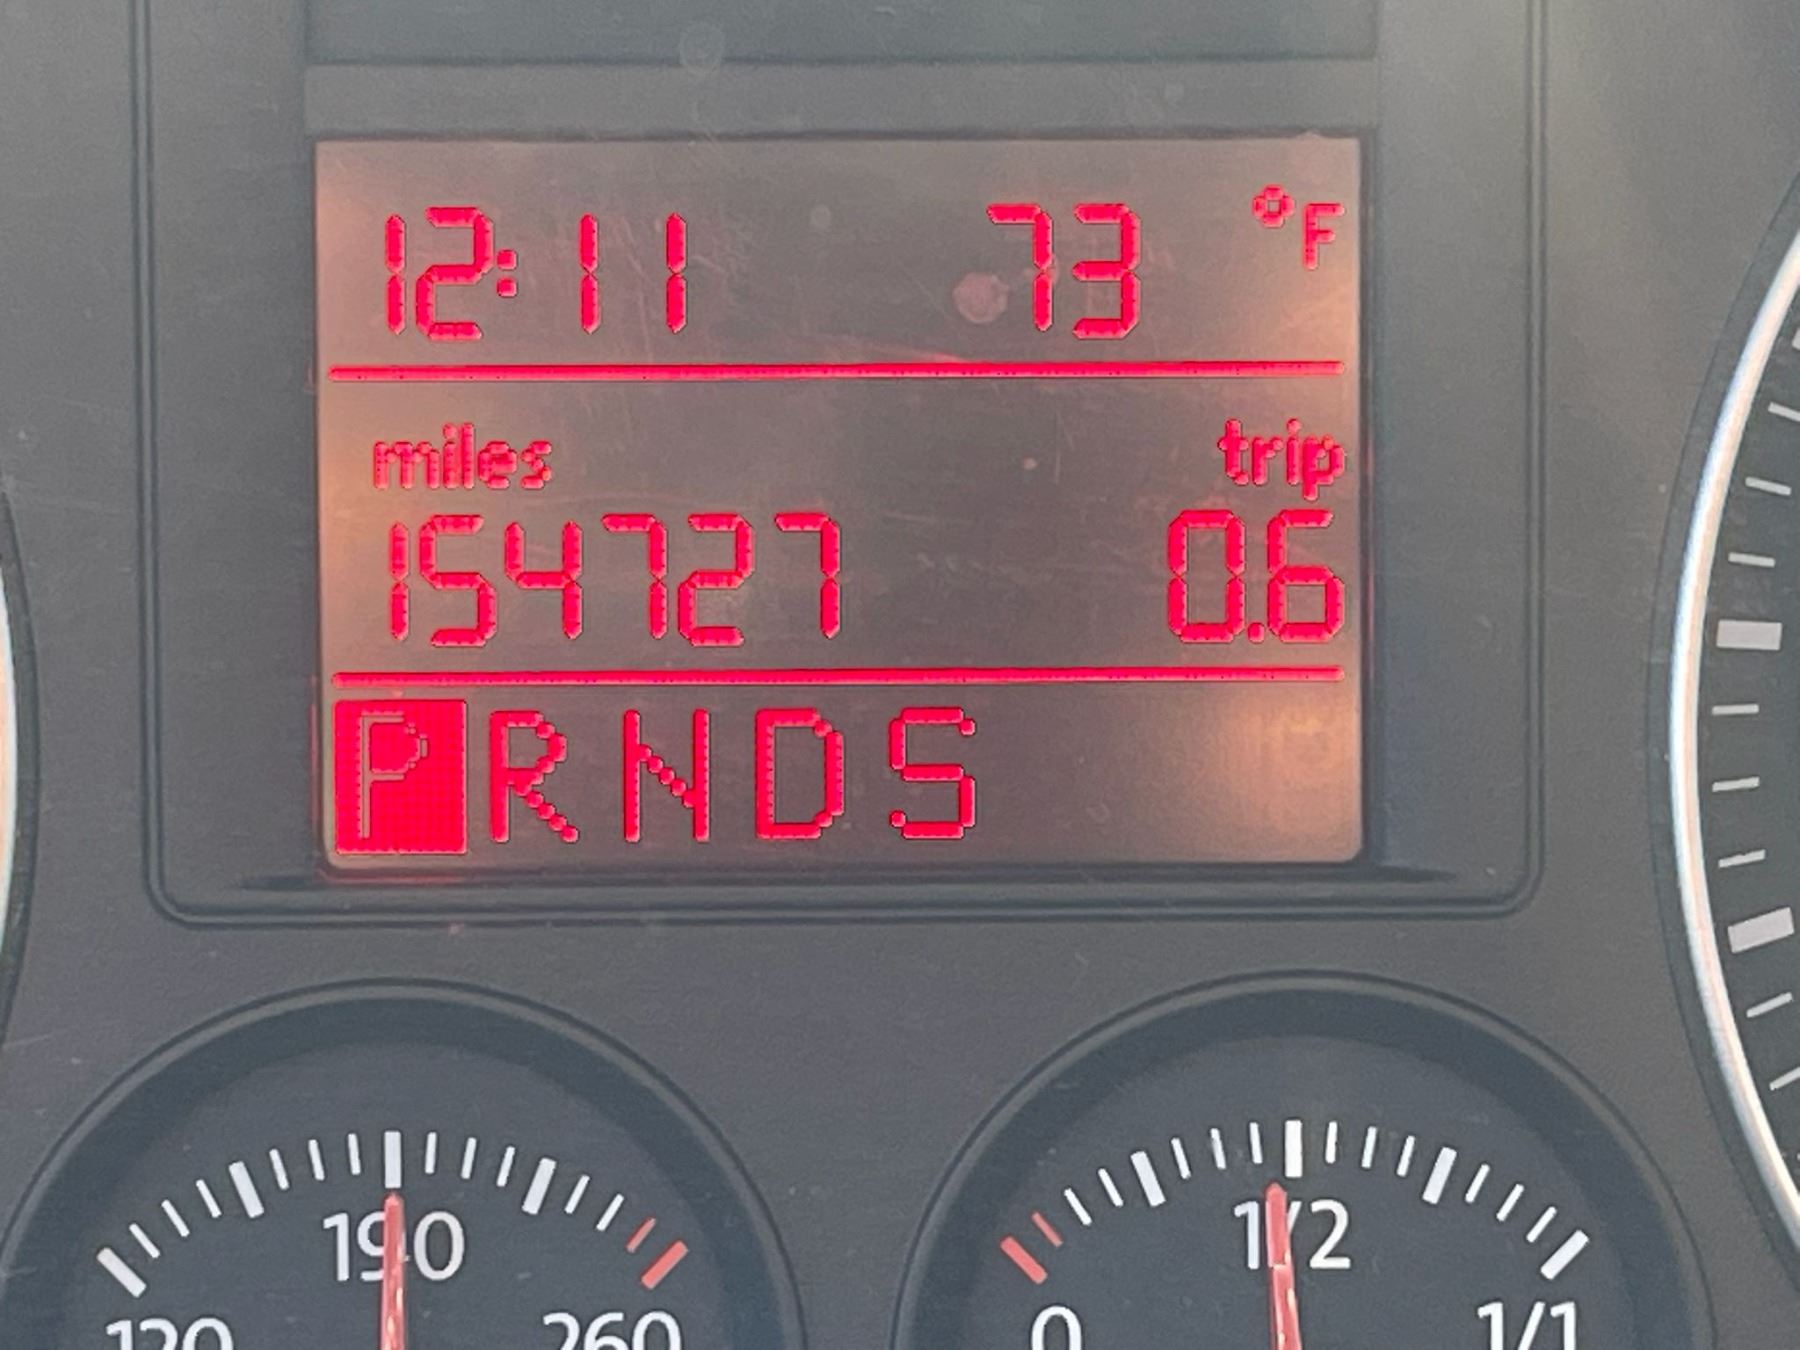 12:11 73 °F
miles trip
154727 0.6
P R N D S
190 1/2
120 260 0 1/1